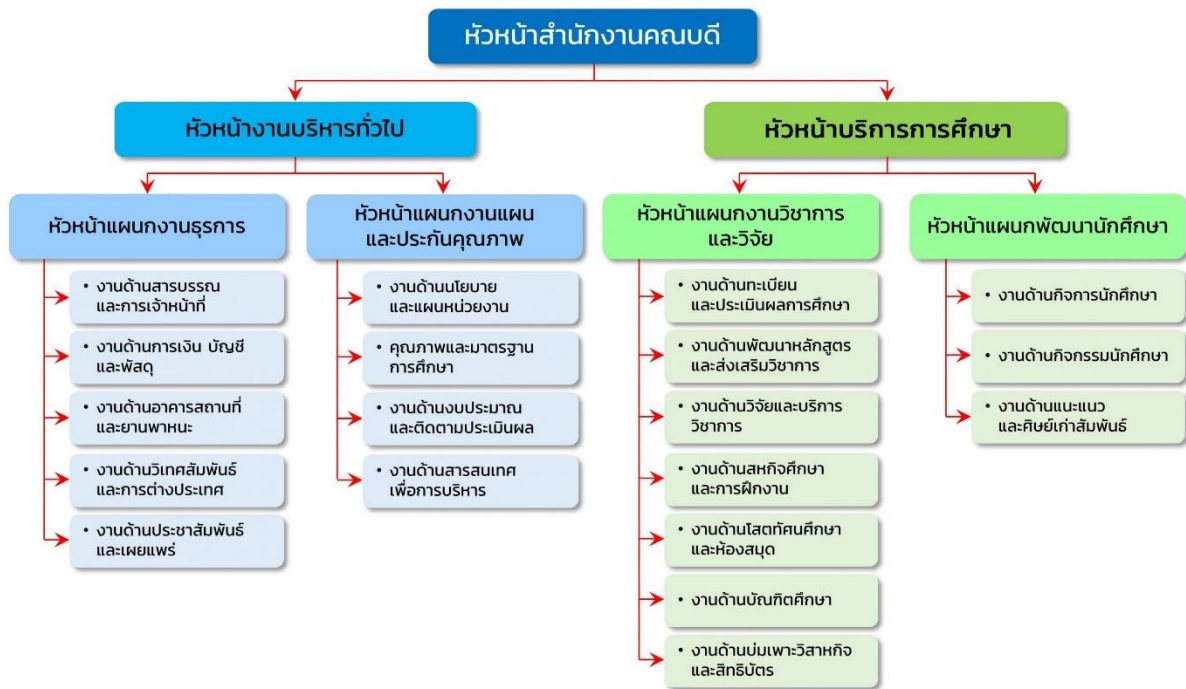 หัวหน้าสำนักงานคณบดี
หัวหน้างานบริหารทั่วไป
หัวหน้าบริการการศึกษา
หัวหน้าแผนกงานธุรการ
หัวหน้าแผนกงานแผน
และประกันคุณภาพ
หัวหน้าแผนกงานวิชาการ
และวิจัย
หัวหน้าแผนกพัฒนานักศึกษา
• งานด้านสารบรรณ
และการเจ้าหน้าที่
• งานด้านการเงิน บัญชี
และพัสดุ
• งานด้านอาคารสถานที่
และยานพาหนะ
• งานด้านวิเทศสัมพันธ์
และการต่างประเทศ
• งานด้านประชาสัมพันธ์
และเผยแพร่
• งานด้านนโยบาย
และแผนหน่วยงาน
• คุณภาพและมาตรฐาน
การศึกษา
• งานด้านงบประมาณ
และติดตามประเมินผล
• งานด้านสารสนเทศ
เพื่อการบริหาร
• งานด้านทะเบียน
และประเมินผลการศึกษา
• งานด้านพัฒนาหลักสูตร
และส่งเสริมวิชาการ
• งานด้านวิจัยและบริการ
วิชาการ
• งานด้านสหกิจศึกษา
และการฝึกงาน
• งานด้านโสตทัศนศึกษา
และห้องสมุด
• งานด้านบัณฑิตศึกษา
• งานด้านบ่มเพาะวิสาหกิจ
และสิทธิบัตร
• งานด้านกิจการนักศึกษา
• งานด้านกิจกรรมนักศึกษา
• งานด้านแนะแนว
และศิษย์เก่าสัมพันธ์